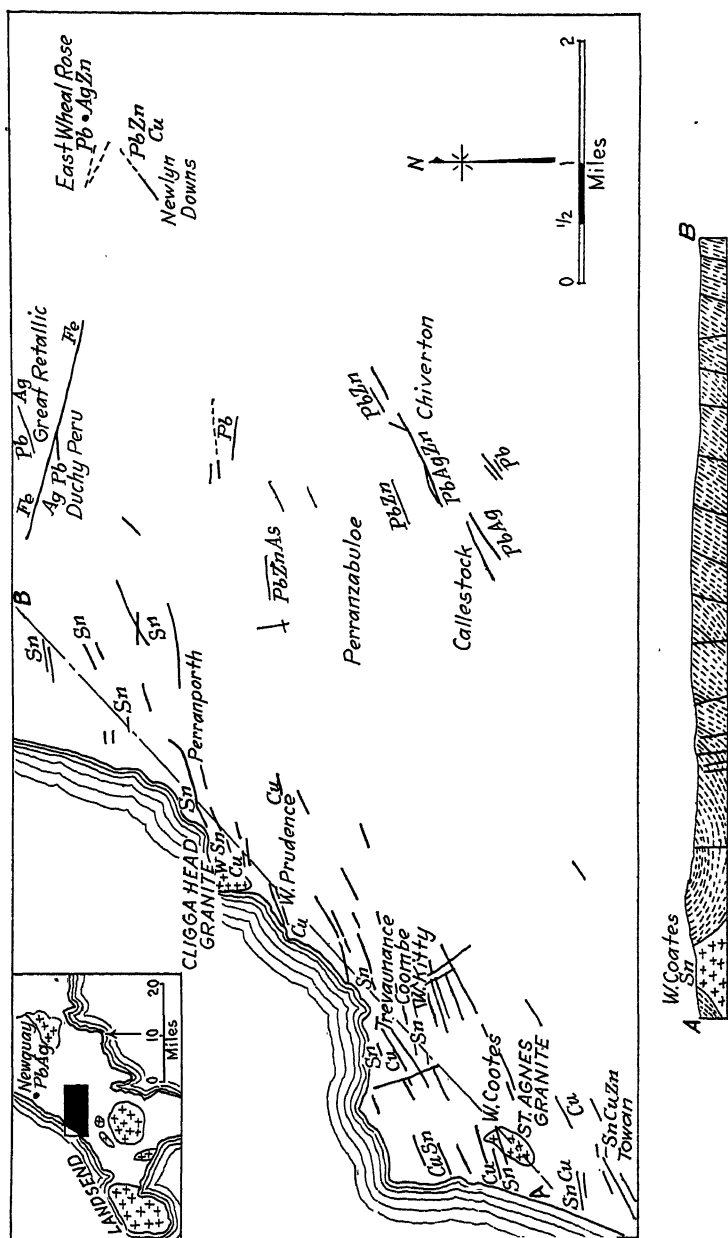 LANDSEND
Newquay
PbAg
0 10 20
Miles
Sn
Sn
Sn
Sn
B
Fe
Pb Ag
Great Retallic
Fe
Ag Pb
Duchy Peru
East Wheal Rose
Pb AgZn
PbZn
Cu
Newlyn
Downs
CLIGGA HEAD
GRANITE
Sn
W Sn
Cu
Perranporth
Pb
PbZnAs
W. Prudence
Cu
Cu
Perranzabuloe
PbZn
PbZn
PbAgZn Chiverton
Callestock
PbAg
Pb
N
0 1/2 1 2
Miles
Sn
Trevaunance
Coombe
Sn
Cu
Sn
W. Kitty
CuSn
Cu
Sn
W. Cootes
ST. AGNES
GRANITE
A
SnCu
Cu
SnCuZn
Towan
W. Coates
Sn
A
B